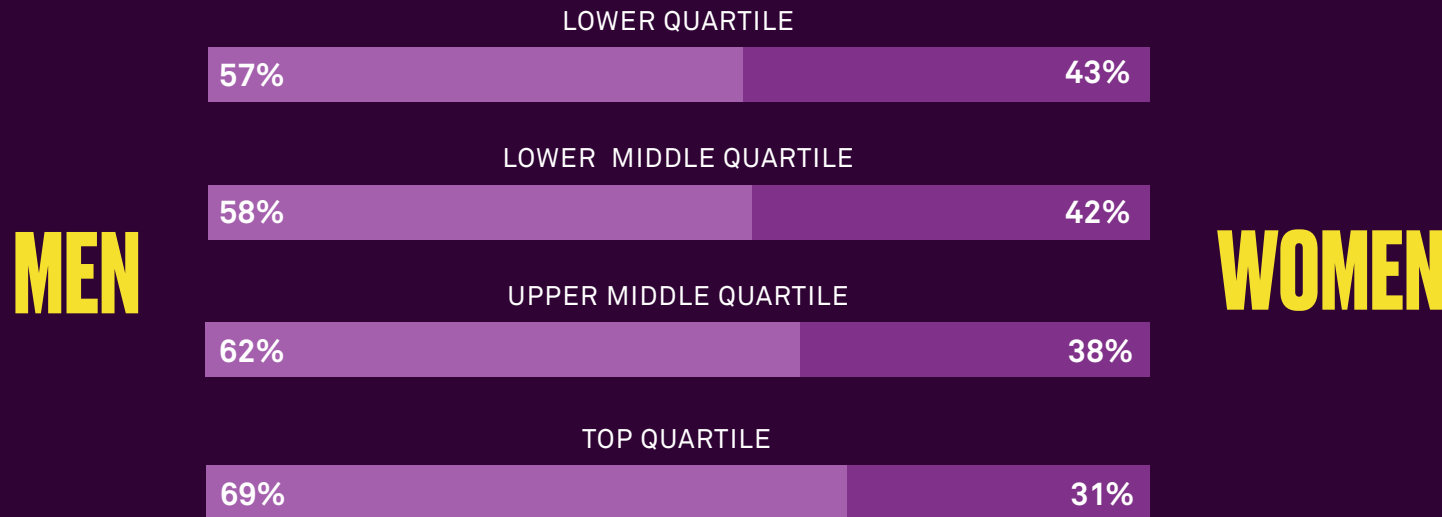 LOWER QUARTILE
57% 43%
LOWER MIDDLE QUARTILE
58% 42%
MEN WOMEN
UPPER MIDDLE QUARTILE
62% 38%
TOP QUARTILE
69% 31%